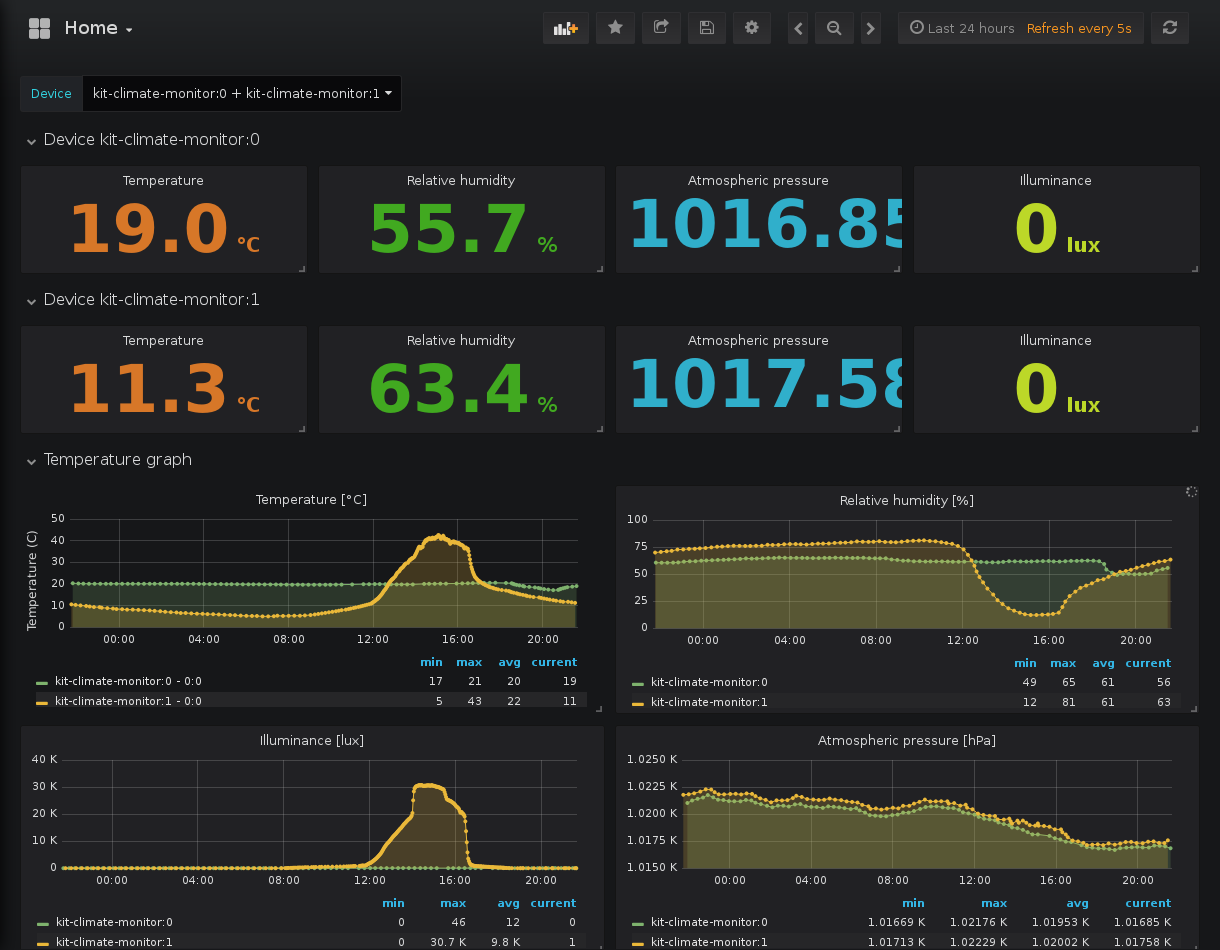 Home
Last 24 hours Refresh every 5s
Device kit-climate-monitor:0 + kit-climate-monitor:1
Device kit-climate-monitor:0
Temperature Relative humidity Atmospheric pressure Illuminance
19.0 °C 55.7 % 1016.85 0 lux
Device kit-climate-monitor:1
Temperature Relative humidity Atmospheric pressure Illuminance
11.3 °C 63.4 % 1017.58 0 lux
Temperature graph
Temperature [°C]
Temperature (C)
50
40
30
20
10
0
00:00 04:00 08:00 12:00 16:00 20:00
min max avg current
kit-climate-monitor:0 - 0:0 17 21 20 19
kit-climate-monitor:1 - 0:0 5 43 22 11
Relative humidity [%]
100
75
50
25
0
00:00 04:00 08:00 12:00 16:00 20:00
min max avg current
kit-climate-monitor:0 49 65 61 56
kit-climate-monitor:1 12 81 61 63
Illuminance [lux]
40 K
30 K
20 K
10 K
0
00:00 04:00 08:00 12:00 16:00 20:00
min max avg current
kit-climate-monitor:0 0 46 12 0
kit-climate-monitor:1 0 30.7 K 9.8 K 1
Atmospheric pressure [hPa]
1.0250 K
1.0225 K
1.0200 K
1.0175 K
1.0150 K
00:00 04:00 08:00 12:00 16:00 20:00
min max avg current
kit-climate-monitor:0 1.01669 K 1.02176 K 1.01953 K 1.01685 K
kit-climate-monitor:1 1.01713 K 1.02229 K 1.02002 K 1.01758 K